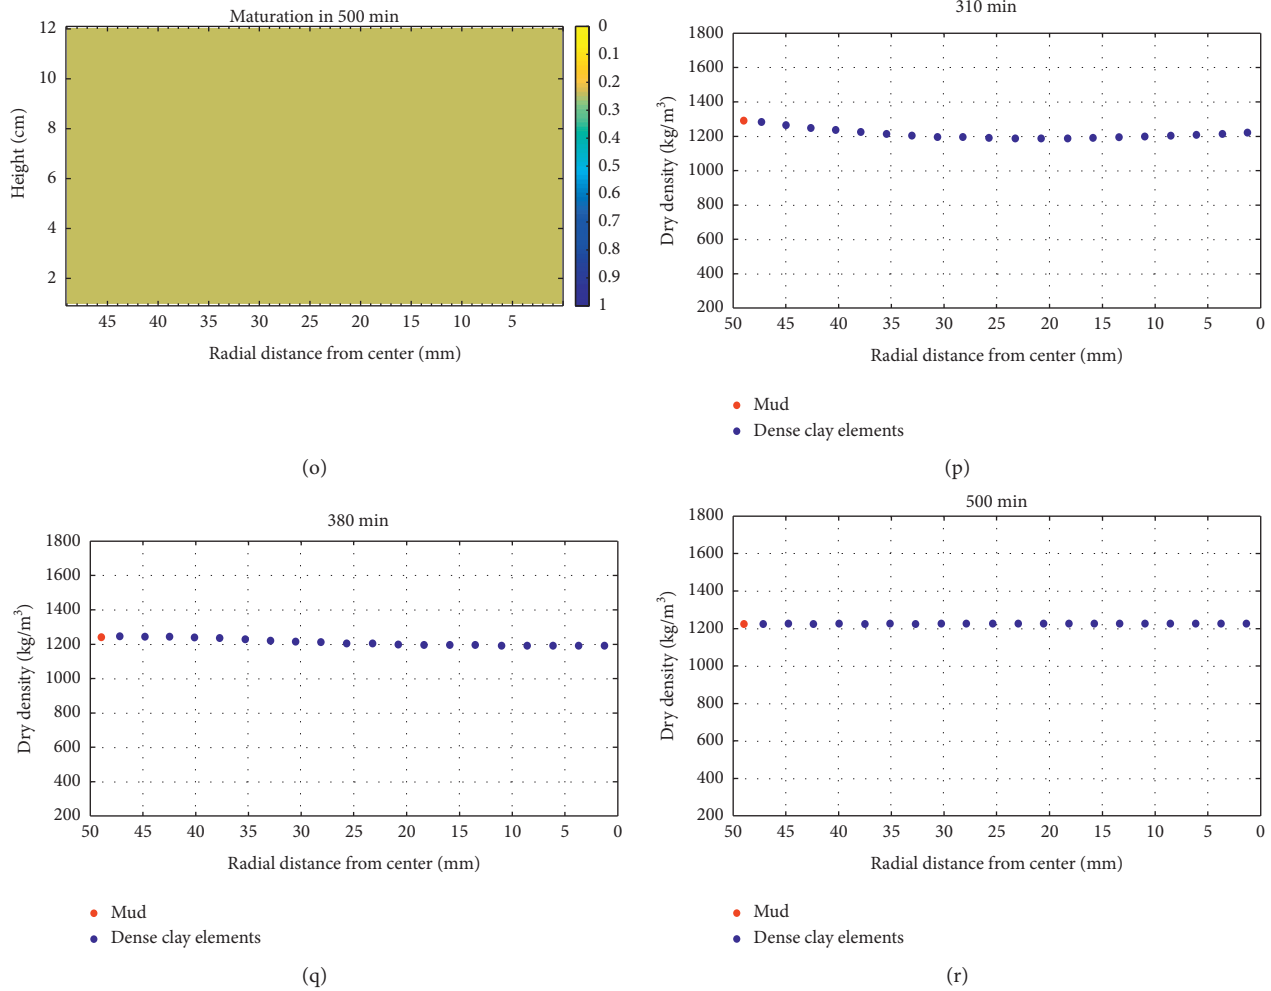 Maturation in 500 min
12
10
8
6
4
2
Height (cm)
45 40 35 30 25 20 15 10 5
Radial distance from center (mm)
0
0.1
0.2
0.3
0.4
0.5
0.6
0.7
0.8
0.9
1
(o)
310 min
1800
1600
1400
1200
1000
800
600
400
200
Dry density (kg/m³)
50 45 40 35 30 25 20 15 10 5 0
Radial distance from center (mm)
Mud
Dense clay elements
(p)
380 min
1800
1600
1400
1200
1000
800
600
400
200
Dry density (kg/m³)
50 45 40 35 30 25 20 15 10 5 0
Radial distance from center (mm)
Mud
Dense clay elements
(q)
500 min
1800
1600
1400
1200
1000
800
600
400
200
Dry density (kg/m³)
50 45 40 35 30 25 20 15 10 5 0
Radial distance from center (mm)
Mud
Dense clay elements
(r)